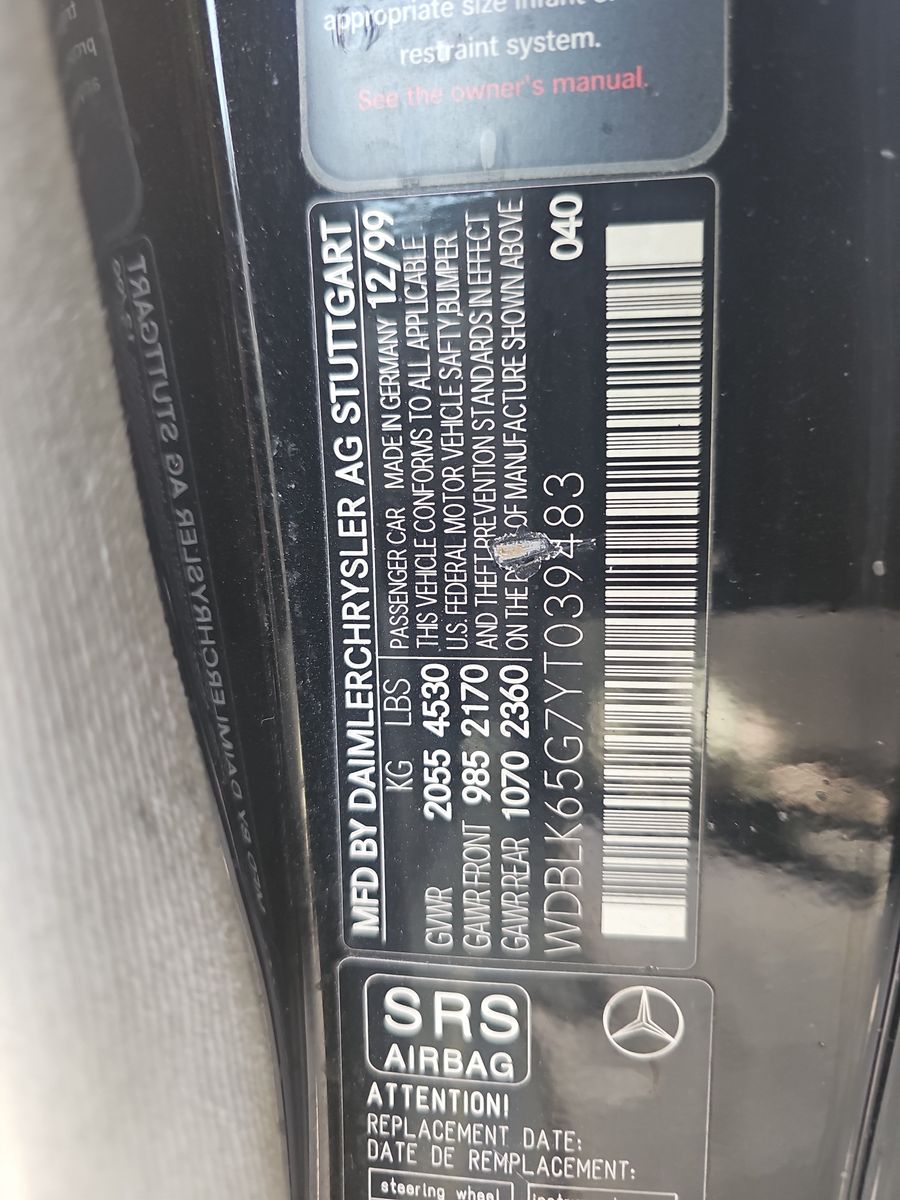 appropriate size infant
restraint system.
See the owner's manual.
MFD BY DAIMLERCHRYSLER AG STUTTGART
KG LBS PASSENGER CAR MADE IN GERMANY 12/99
GVWR 2055 4530 THIS VEHICLE CONFORMS TO ALL APPLICABLE
GAWR FRONT 985 2170 U.S. FEDERAL MOTOR VEHICLE SAFTY,BUMPER
GAWR REAR 1070 2360 AND THEFT PREVENTION STANDARDS IN EFFECT
ON THE OF MANUFACTURE SHOWN ABOVE
WDBLK65G7YT039483 040
SRS
AIRBAG
ATTENTION!
REPLACEMENT DATE:
DATE DE REMPLACEMENT:
steering wheel